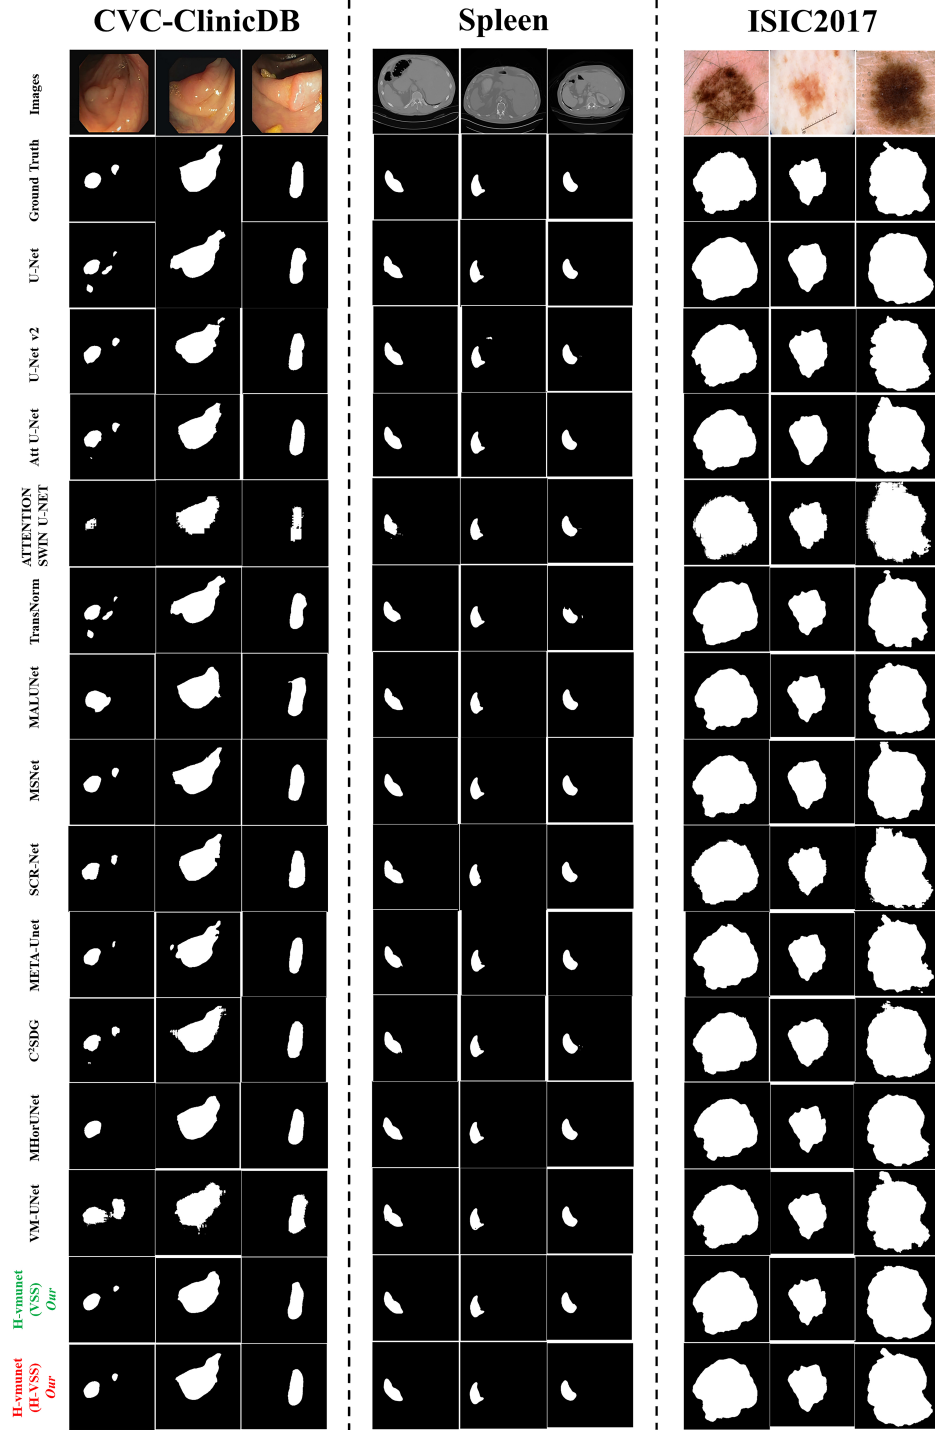 CVC-ClinicDB
Spleen
ISIC2017
Images
Ground Truth
U-Net
U-Net v2
Att U-Net
ATTENTION
SWIN U-NET
TransNorm
MALUNet
MSNet
SCR-Net
META-Unet
C²SDG
MHorUNet
VM-UNet
H-vmunet
(VSS)
Our
H-vmunet
(H-VSS)
Our